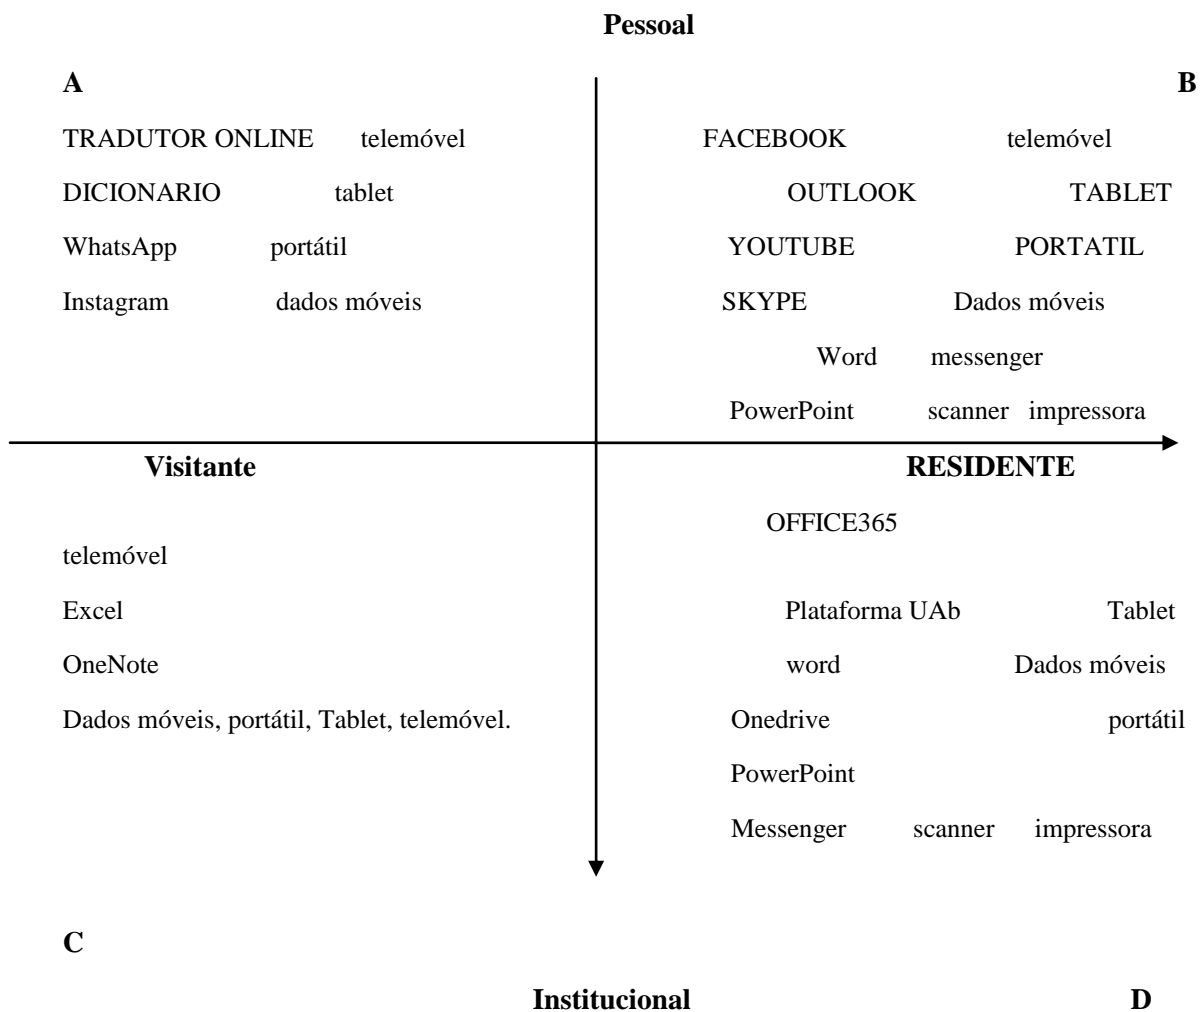 Pessoal
A B
TRADUTOR ONLINE telemóvel FACEBOOK telemóvel
DICIONARIO tablet OUTLOOK TABLET
WhatsApp portátil YOUTUBE PORTATIL
Instagram dados móveis SKYPE Dados móveis
Word messenger
PowerPoint scanner impressora
Visitante RESIDENTE
OFFICE365
telemóvel
Excel Plataforma UAb Tablet
OneNote word Dados móveis
Dados móveis, portátil, Tablet, telemóvel. Onedrive portátil
PowerPoint
Messenger scanner impressora
C
Institucional D